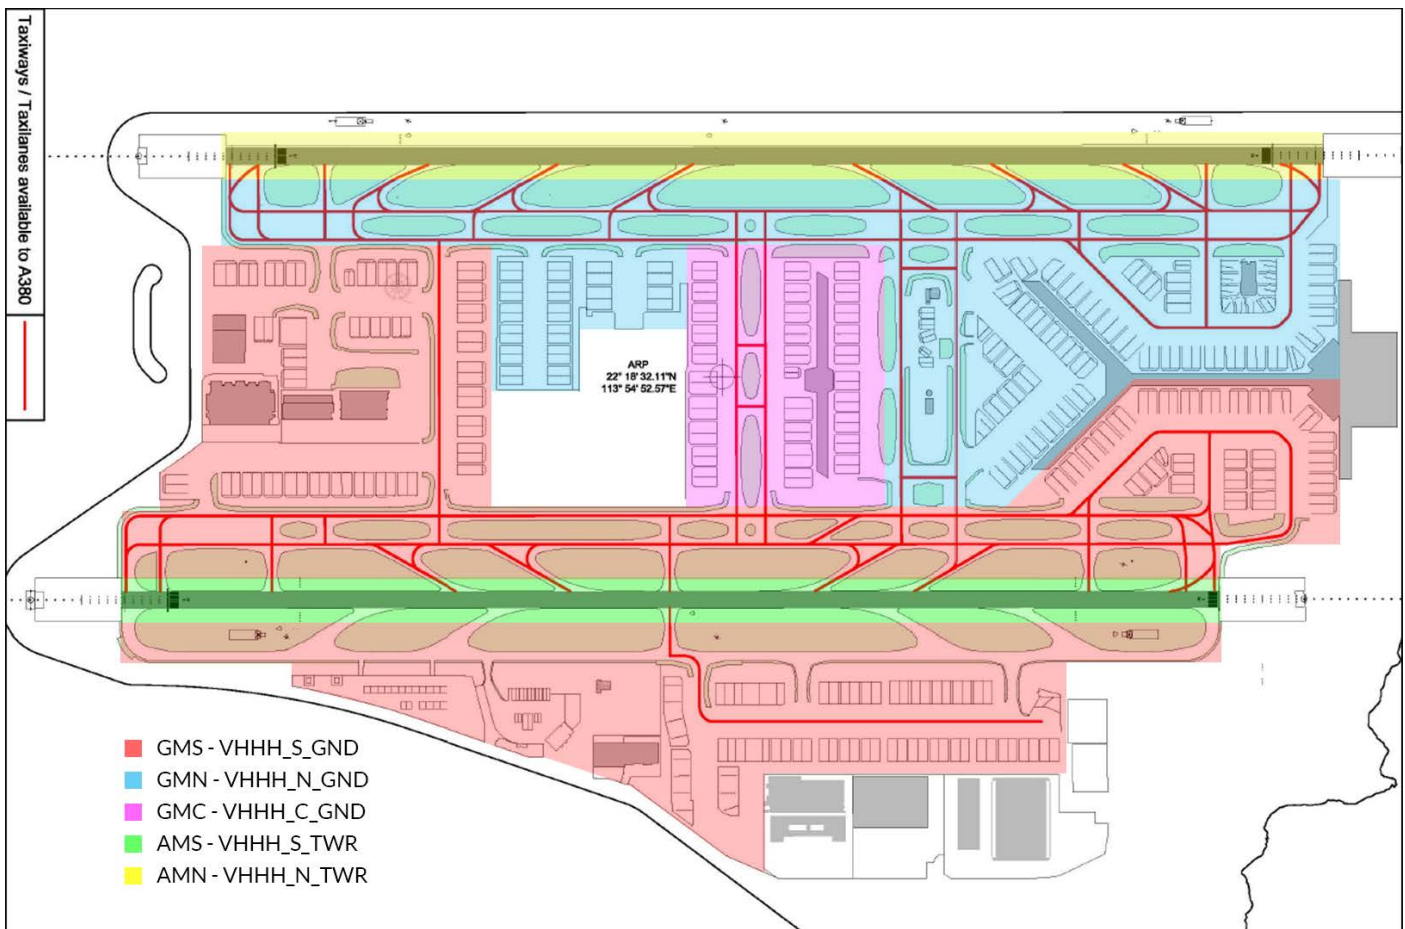 Taxiways / Taxilanes available to A380
ARP
22° 18' 32.11"N
113° 54' 52.57"E
GMS - VHHH_S_GND
GMN - VHHH_N_GND
GMC - VHHH_C_GND
AMS - VHHH_S_TWR
AMN - VHHH_N_TWR